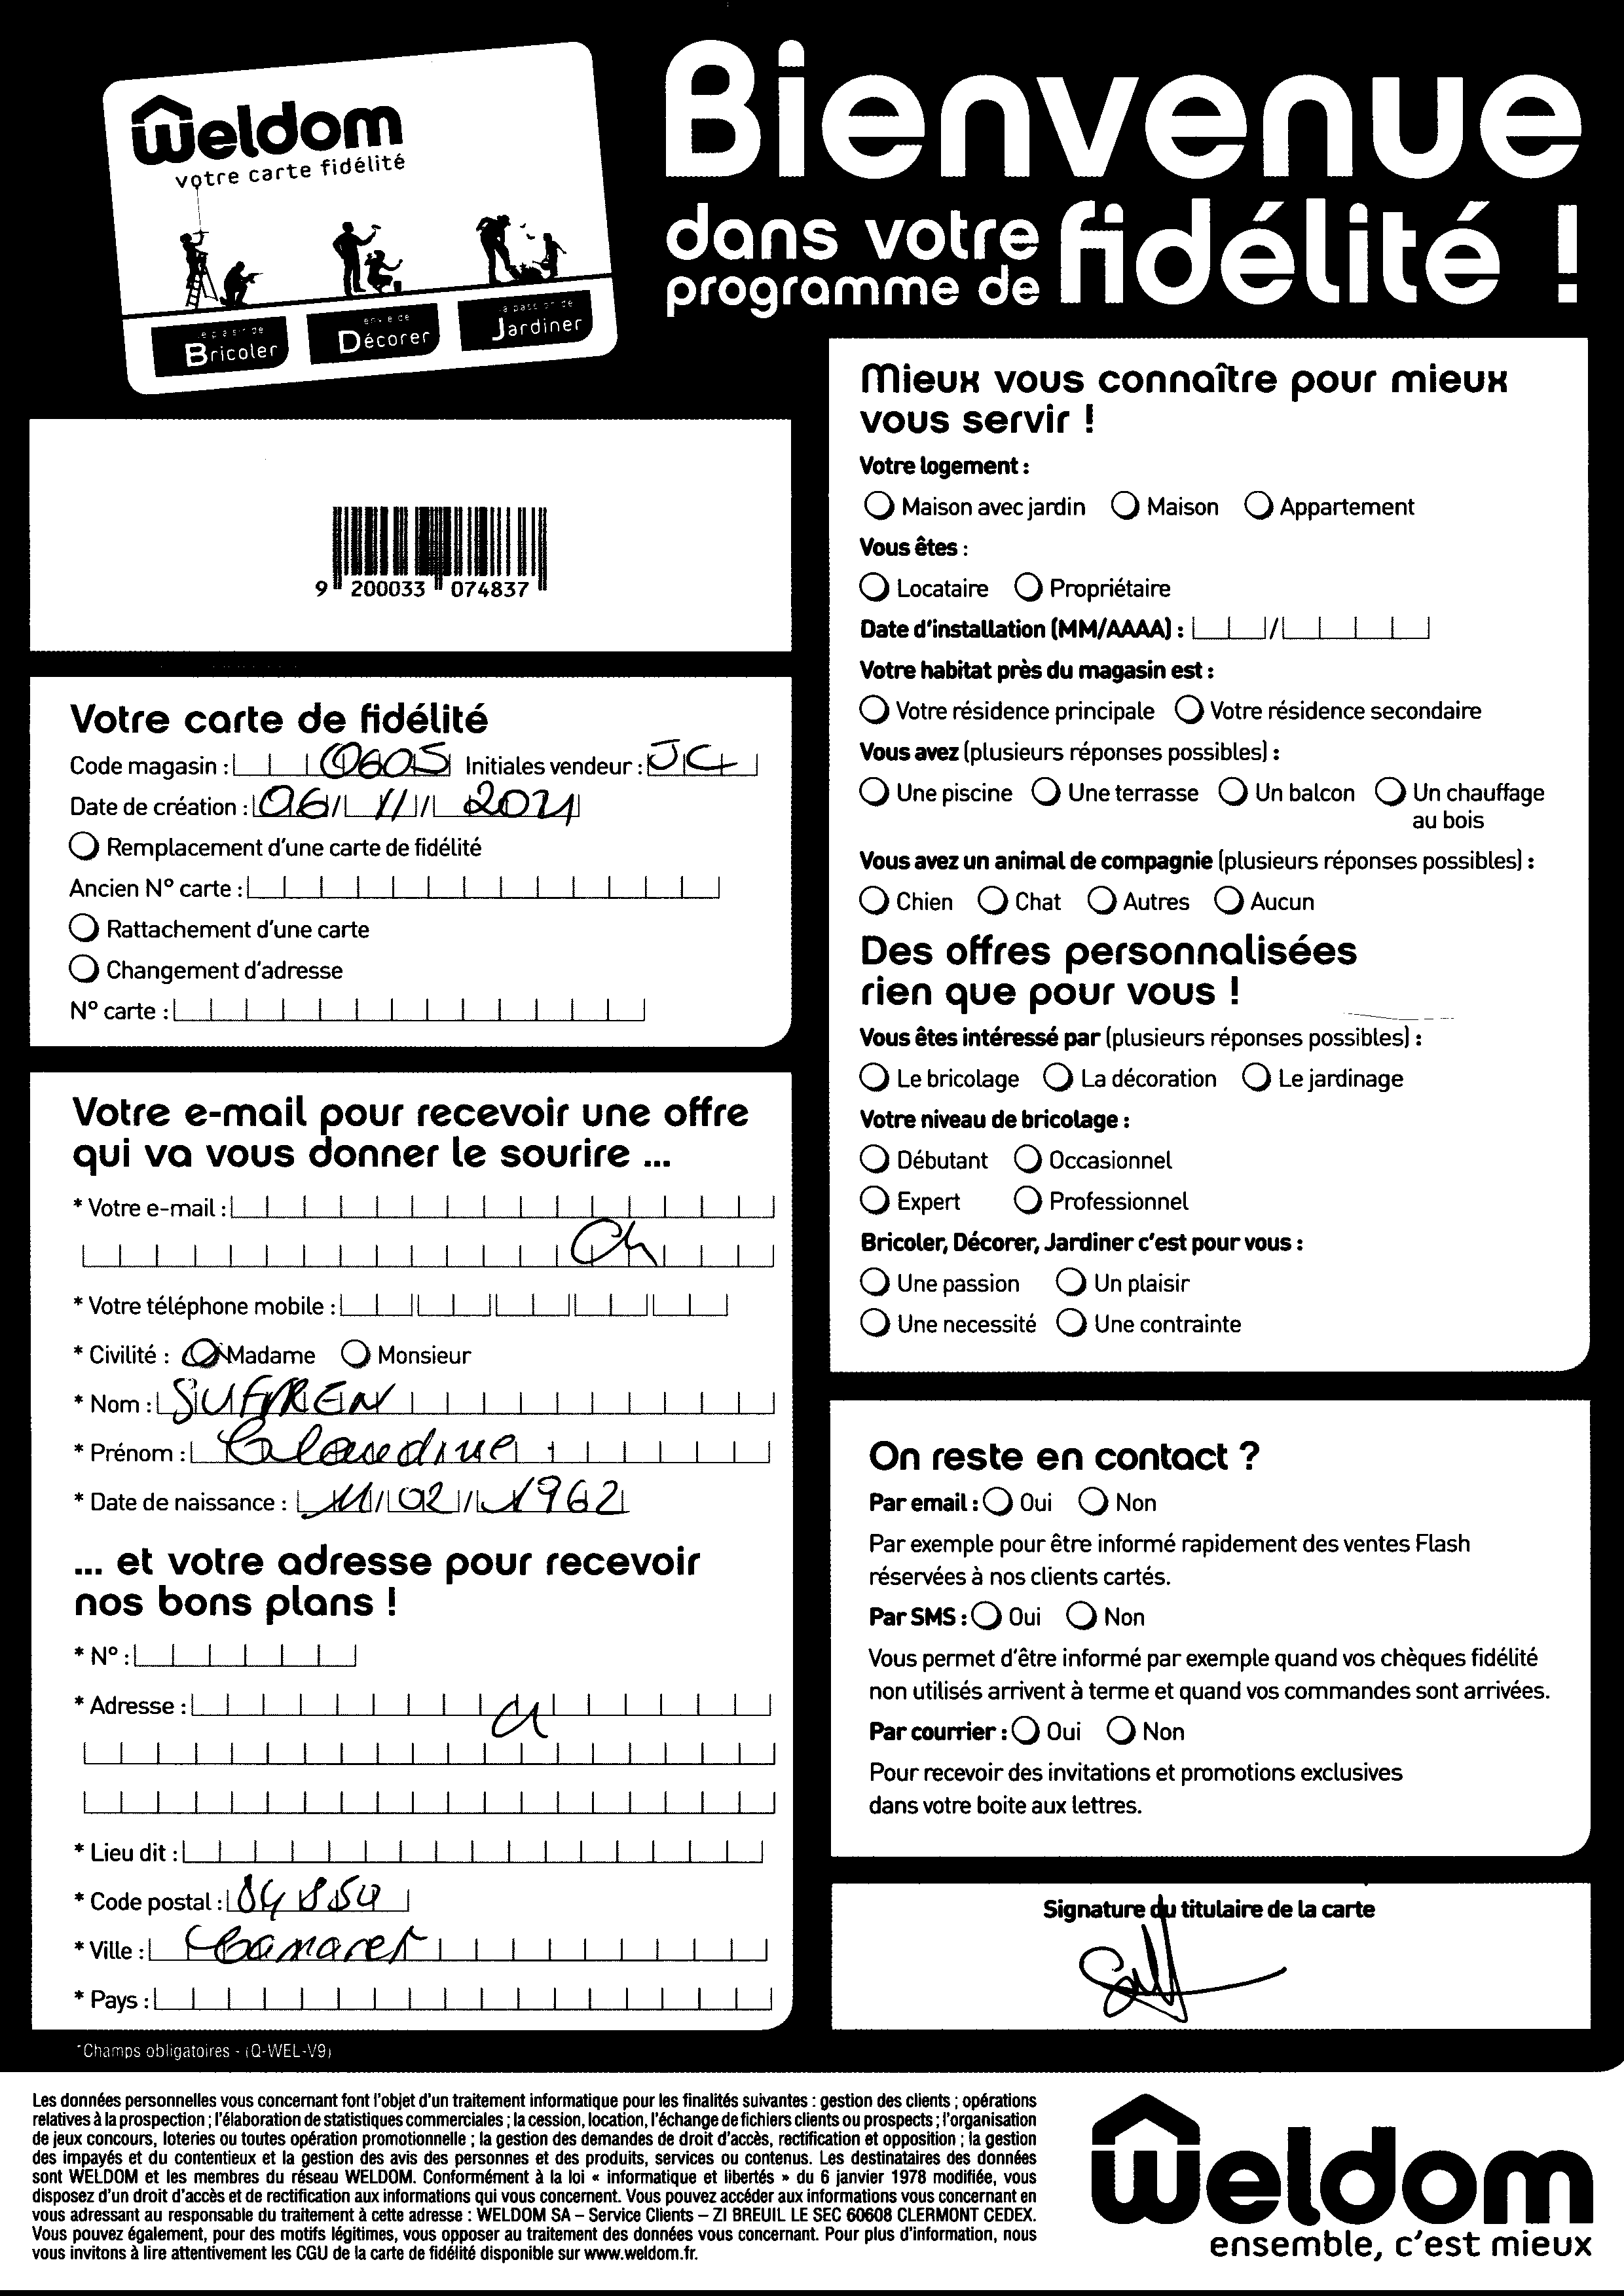 Weldom
votre carte fidélité
le plaisir de
Bricoler
envie de
Décorer
la passion de
Jardiner
Bienvenue
dans votre
programme de fidélité !
9 200033 074837
Votre carte de fidélité
Code magasin : 0605 Initiales vendeur : JCL
Date de création : 06/11/2021
Remplacement d'une carte de fidélité
Ancien N° carte :
Rattachement d'une carte
Changement d'adresse
N° carte :
Votre e-mail pour recevoir une offre
qui va vous donner le sourire ...
* Votre e-mail :
* Votre téléphone mobile :
* Civilité : Madame Monsieur
* Nom : SUFFREN
* Prénom : Claudine
* Date de naissance : 11/02/1962
... et votre adresse pour recevoir
nos bons plans !
* N° :
* Adresse :
* Lieu dit :
* Code postal : 84850
* Ville : Camaret
* Pays :
*Champs obligatoires - (Q-WEL-V9)
Mieux vous connaître pour mieux
vous servir !
Votre logement :
Maison avec jardin Maison Appartement
Vous êtes :
Locataire Propriétaire
Date d'installation (MM/AAAA) : /
Votre habitat près du magasin est :
Votre résidence principale Votre résidence secondaire
Vous avez (plusieurs réponses possibles) :
Une piscine Une terrasse Un balcon Un chauffage
au bois
Vous avez un animal de compagnie (plusieurs réponses possibles) :
Chien Chat Autres Aucun
Des offres personnalisées
rien que pour vous !
Vous êtes intéressé par (plusieurs réponses possibles) :
Le bricolage La décoration Le jardinage
Votre niveau de bricolage :
Débutant Occasionnel
Expert Professionnel
Bricoler, Décorer, Jardiner c'est pour vous :
Une passion Un plaisir
Une necessité Une contrainte
On reste en contact ?
Par email : Oui Non
Par exemple pour être informé rapidement des ventes Flash
réservées à nos clients cartés.
Par SMS : Oui Non
Vous permet d'être informé par exemple quand vos chèques fidélité
non utilisés arrivent à terme et quand vos commandes sont arrivées.
Par courrier : Oui Non
Pour recevoir des invitations et promotions exclusives
dans votre boite aux lettres.
Signature du titulaire de la carte
Les données personnelles vous concernant font l'objet d'un traitement informatique pour les finalités suivantes : gestion des clients ; opérations
relatives à la prospection ; l'élaboration de statistiques commerciales ; la cession, location, l'échange de fichiers clients ou prospects ; l'organisation
de jeux concours, loteries ou toutes opération promotionnelle ; la gestion des demandes de droit d'accès, rectification et opposition ; la gestion
des impayés et du contentieux et la gestion des avis des personnes et des produits, services ou contenus. Les destinataires des données
sont WELDOM et les membres du réseau WELDOM. Conformément à la loi « informatique et libertés » du 6 janvier 1978 modifiée, vous
disposez d'un droit d'accès et de rectification aux informations qui vous concernent. Vous pouvez accéder aux informations vous concernant en
vous adressant au responsable du traitement à cette adresse : WELDOM SA – Service Clients – ZI BREUIL LE SEC 60608 CLERMONT CEDEX.
Vous pouvez également, pour des motifs légitimes, vous opposer au traitement des données vous concernant. Pour plus d'information, nous
vous invitons à lire attentivement les CGU de la carte de fidélité disponible sur www.weldom.fr.
Weldom
ensemble, c'est mieux